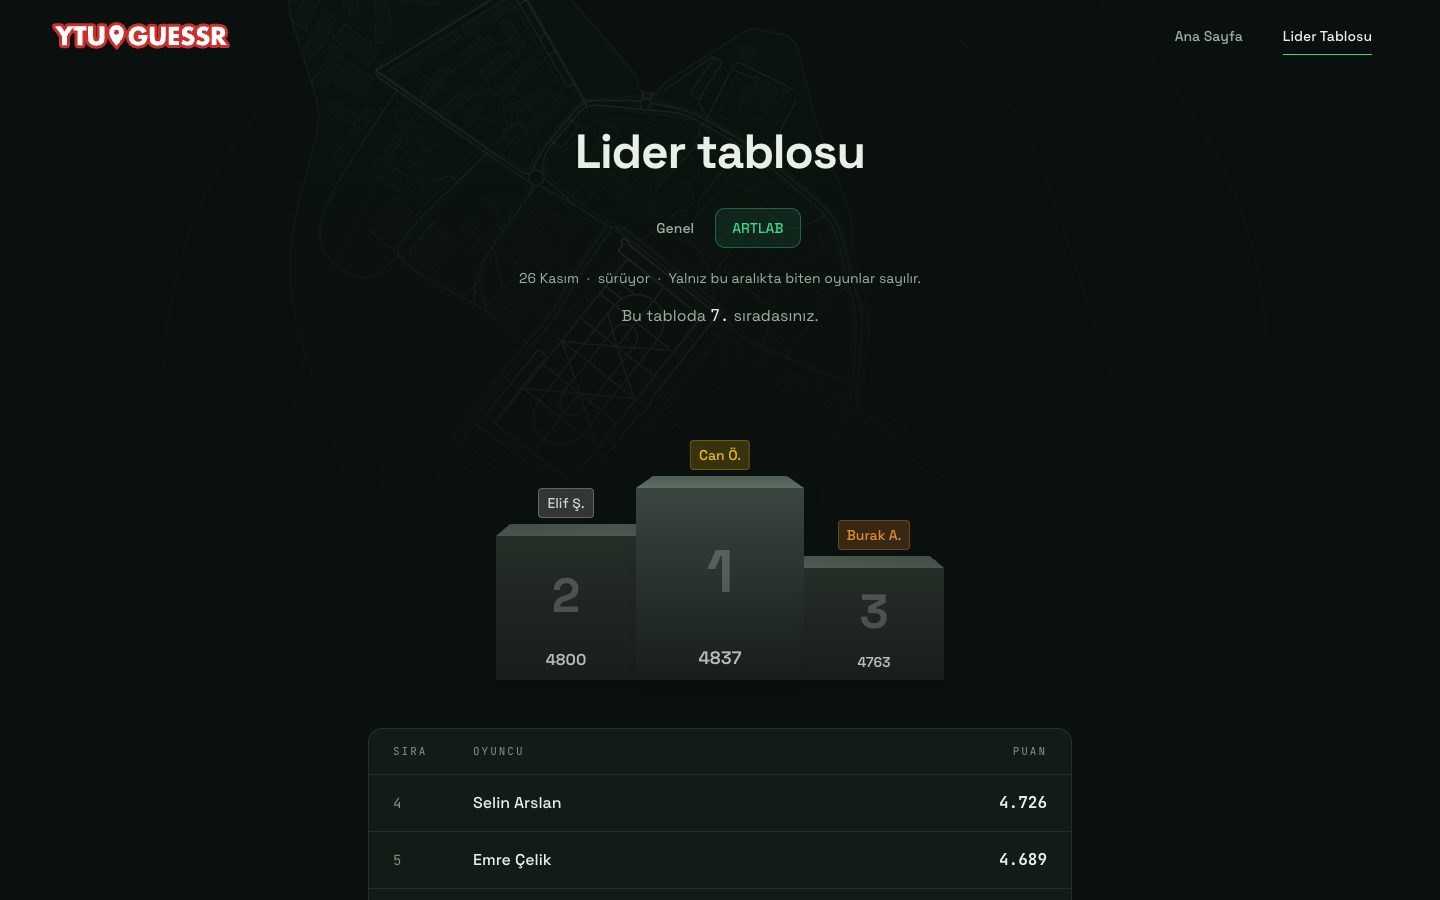 YTU GUESSR
Ana Sayfa
Lider Tablosu
Lider tablosu
Genel
ARTLAB
26 Kasım · sürüyor · Yalnız bu aralıkta biten oyunlar sayılır.
Bu tabloda 7. sıradasınız.
Can Ö.
Elif Ş.
Burak A.
1
2
3
4800
4837
4763
SIRA OYUNCU PUAN
4 Selin Arslan 4.726
5 Emre Çelik 4.689